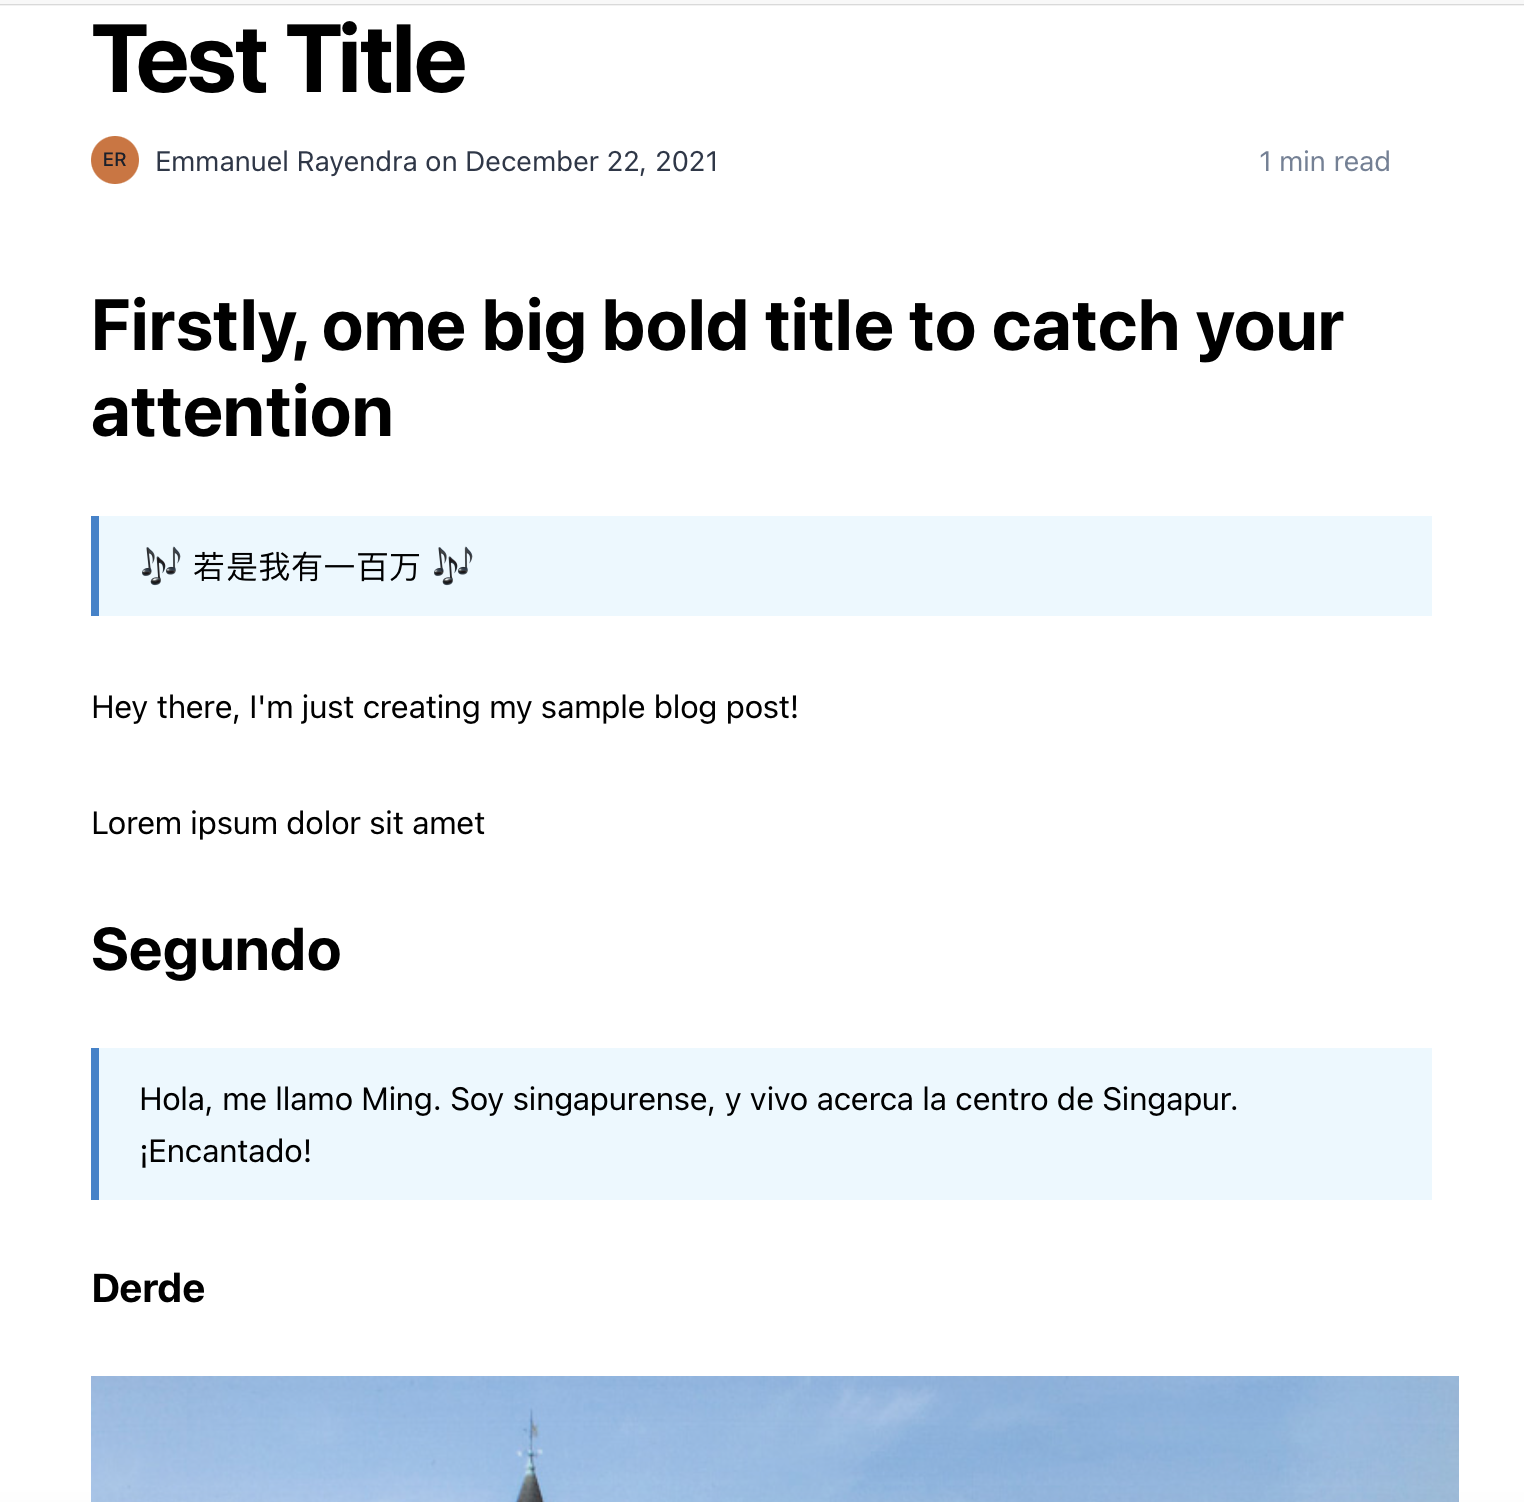 Test Title
ER Emmanuel Rayendra on December 22, 2021 1 min read
Firstly, ome big bold title to catch your
attention
🎶 若是我有一百万 🎶
Hey there, I'm just creating my sample blog post!
Lorem ipsum dolor sit amet
Segundo
Hola, me llamo Ming. Soy singapurense, y vivo acerca la centro de Singapur.
¡Encantado!
Derde